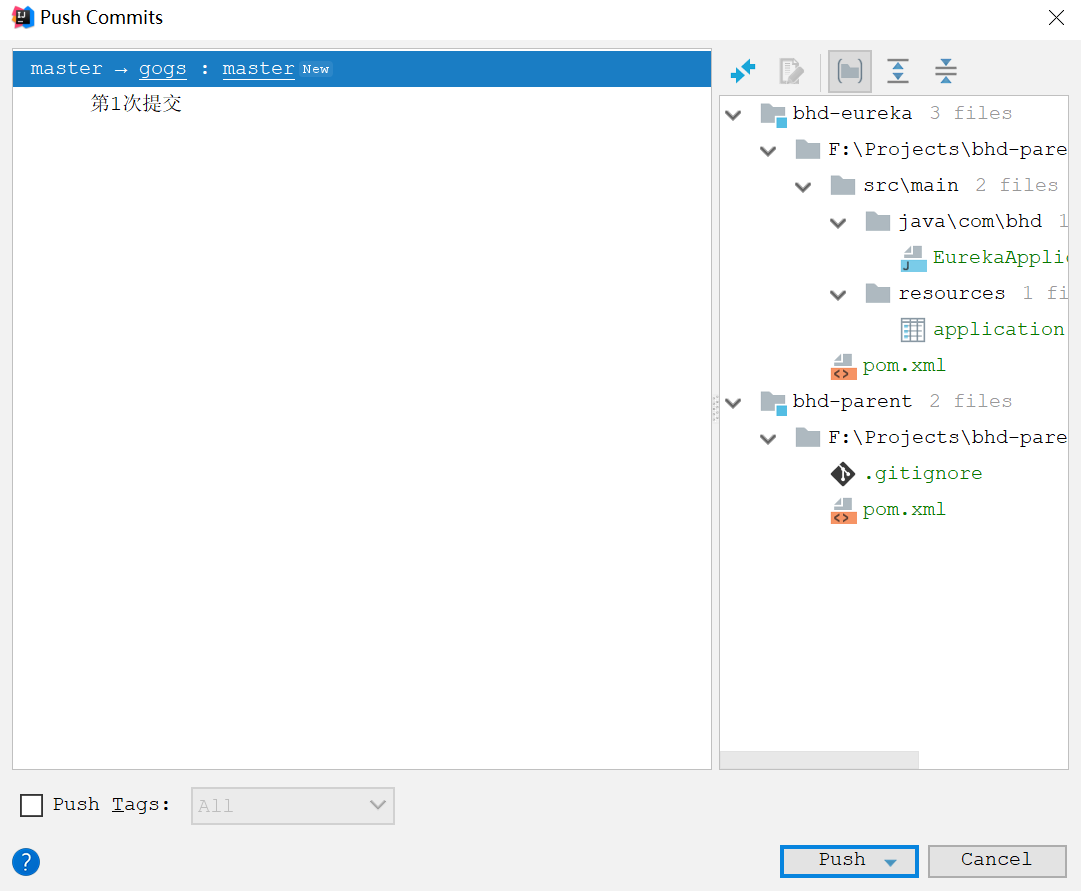 Push Commits
master → gogs : master New
第1次提交
bhd-eureka 3 files
F:\Projects\bhd-pare
src\main 2 files
java\com\bhd 1
EurekaApplic
resources 1 fi
application
pom.xml
bhd-parent 2 files
F:\Projects\bhd-pare
.gitignore
pom.xml
Push Tags: All
? Push Cancel